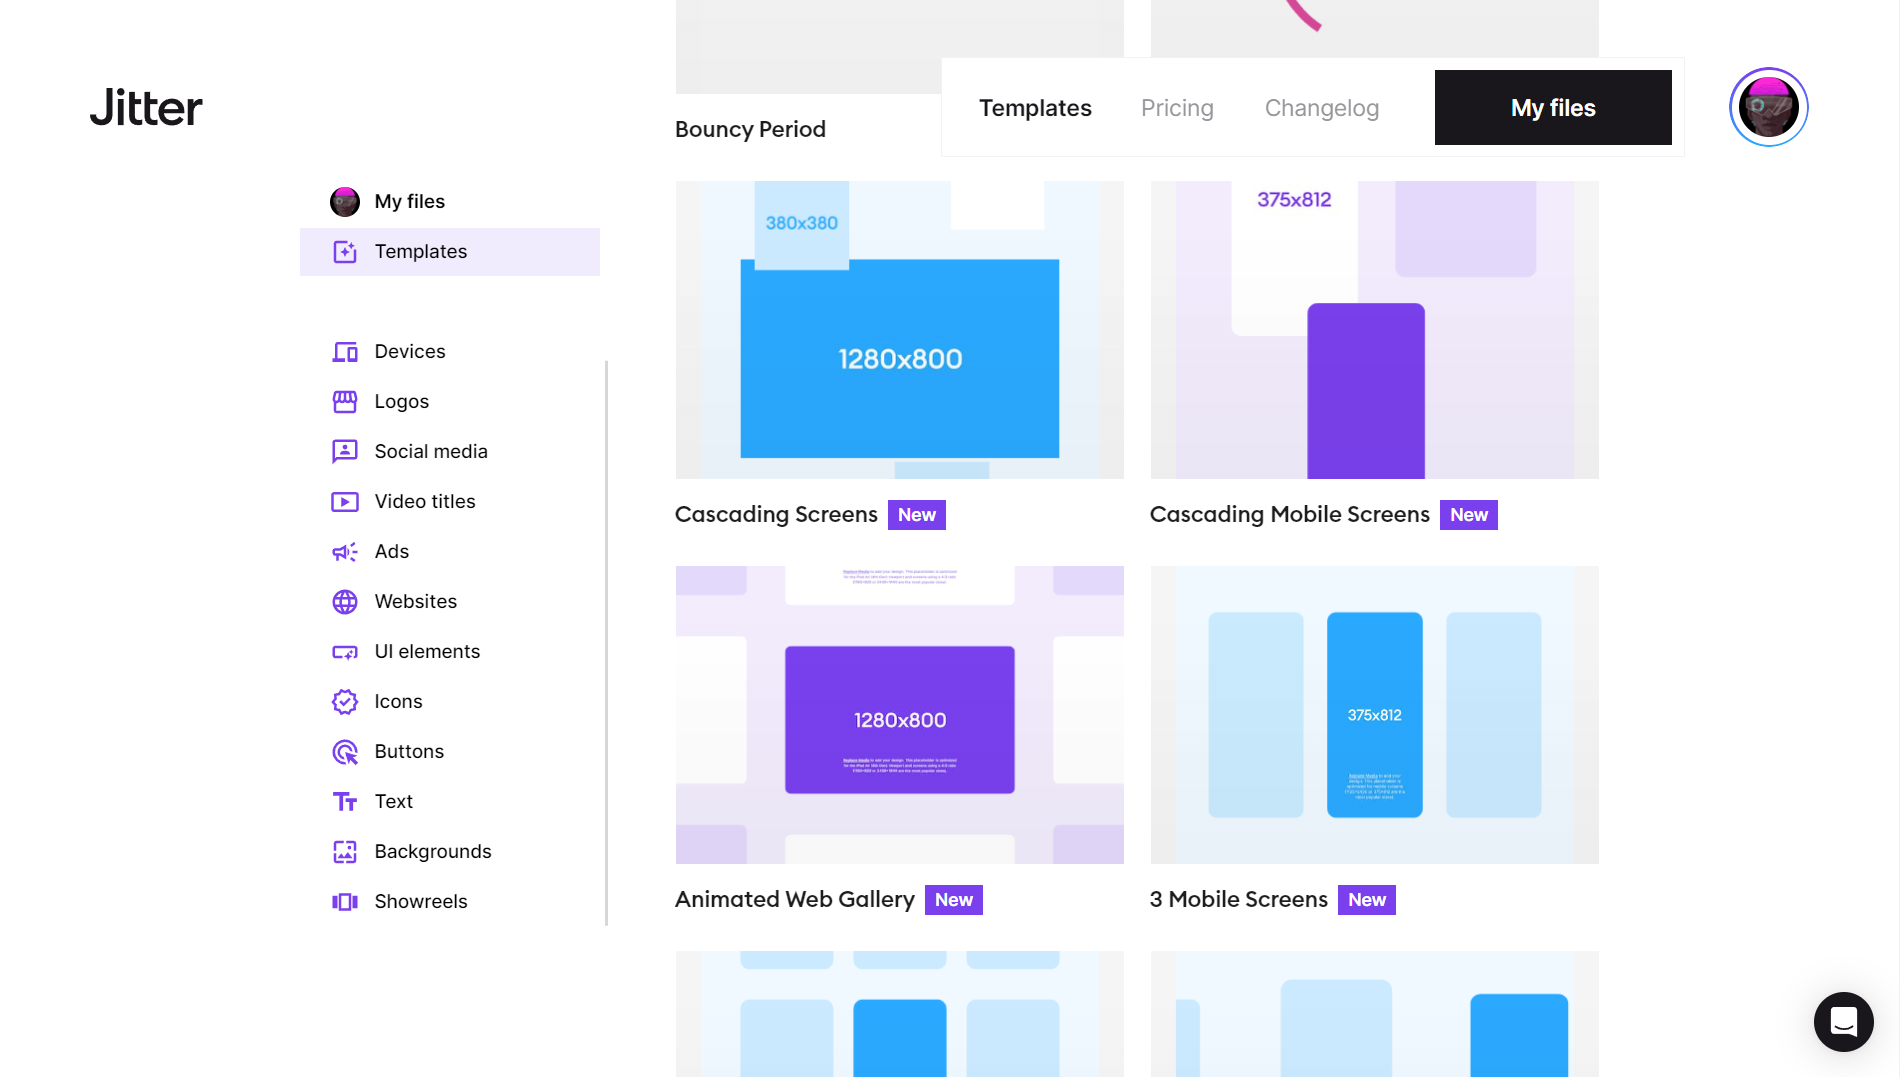 Jitter
Templates
Pricing
Changelog
My files
My files
Templates
Devices
Logos
Social media
Video titles
Ads
Websites
UI elements
Icons
Buttons
Text
Backgrounds
Showreels
Bouncy Period
380x380
1280x800
Cascading Screens New
375x812
Cascading Mobile Screens New
1280x800
Animated Web Gallery New
375x812
3 Mobile Screens New